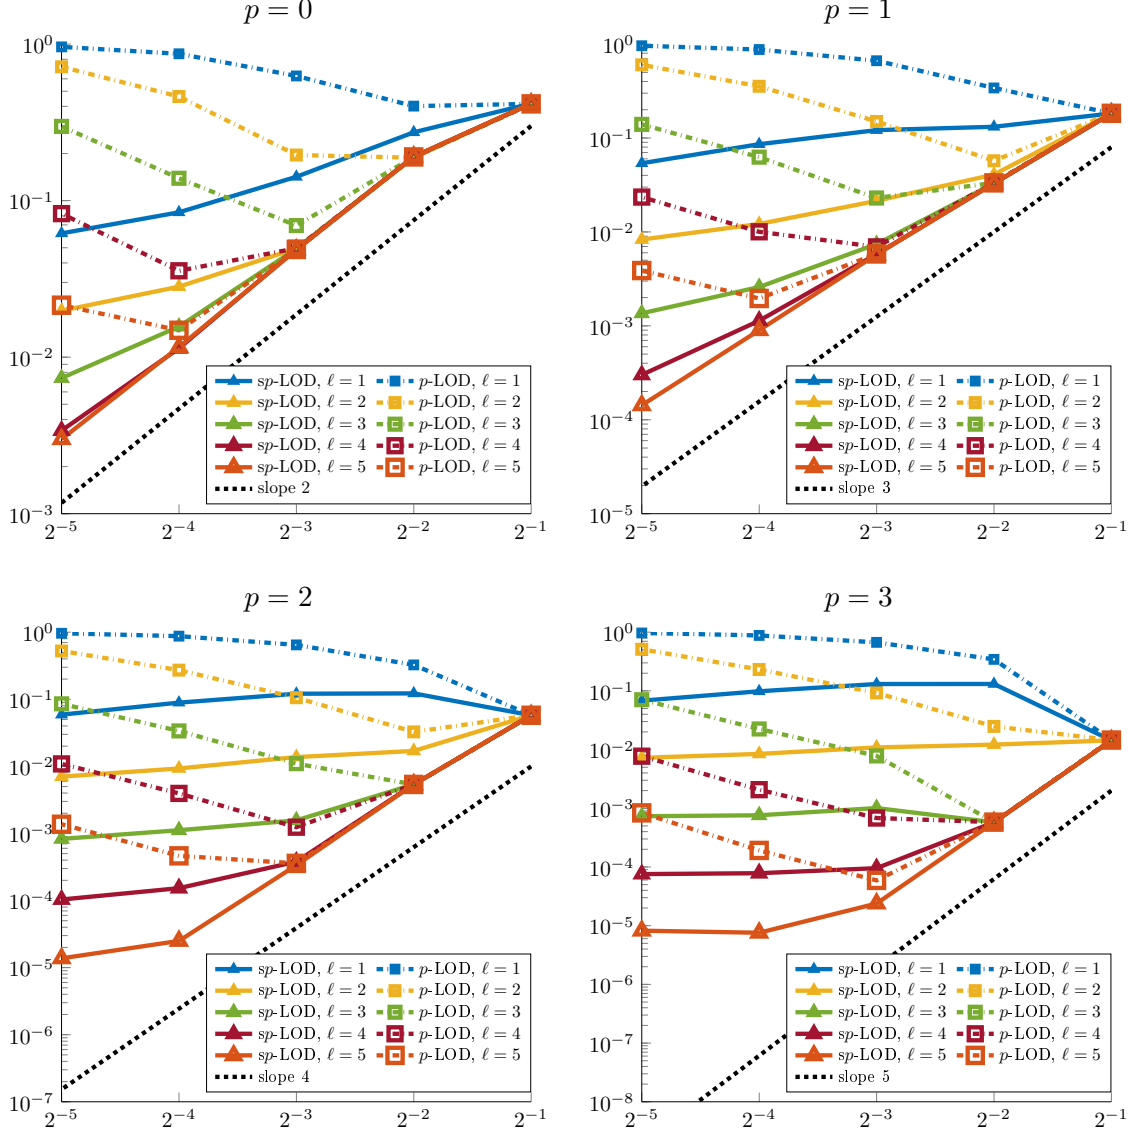 p = 0
10⁰
10⁻¹
10⁻²
10⁻³
2⁻⁵ 2⁻⁴ 2⁻³ 2⁻² 2⁻¹
sp-LOD, ℓ = 1 p-LOD, ℓ = 1
sp-LOD, ℓ = 2 p-LOD, ℓ = 2
sp-LOD, ℓ = 3 p-LOD, ℓ = 3
sp-LOD, ℓ = 4 p-LOD, ℓ = 4
sp-LOD, ℓ = 5 p-LOD, ℓ = 5
slope 2
p = 1
10⁰
10⁻¹
10⁻²
10⁻³
10⁻⁴
10⁻⁵
2⁻⁵ 2⁻⁴ 2⁻³ 2⁻² 2⁻¹
sp-LOD, ℓ = 1 p-LOD, ℓ = 1
sp-LOD, ℓ = 2 p-LOD, ℓ = 2
sp-LOD, ℓ = 3 p-LOD, ℓ = 3
sp-LOD, ℓ = 4 p-LOD, ℓ = 4
sp-LOD, ℓ = 5 p-LOD, ℓ = 5
slope 3
p = 2
10⁰
10⁻¹
10⁻²
10⁻³
10⁻⁴
10⁻⁵
10⁻⁶
10⁻⁷
2⁻⁵ 2⁻⁴ 2⁻³ 2⁻² 2⁻¹
sp-LOD, ℓ = 1 p-LOD, ℓ = 1
sp-LOD, ℓ = 2 p-LOD, ℓ = 2
sp-LOD, ℓ = 3 p-LOD, ℓ = 3
sp-LOD, ℓ = 4 p-LOD, ℓ = 4
sp-LOD, ℓ = 5 p-LOD, ℓ = 5
slope 4
p = 3
10⁰
10⁻¹
10⁻²
10⁻³
10⁻⁴
10⁻⁵
10⁻⁶
10⁻⁷
10⁻⁸
2⁻⁵ 2⁻⁴ 2⁻³ 2⁻² 2⁻¹
sp-LOD, ℓ = 1 p-LOD, ℓ = 1
sp-LOD, ℓ = 2 p-LOD, ℓ = 2
sp-LOD, ℓ = 3 p-LOD, ℓ = 3
sp-LOD, ℓ = 4 p-LOD, ℓ = 4
sp-LOD, ℓ = 5 p-LOD, ℓ = 5
slope 5